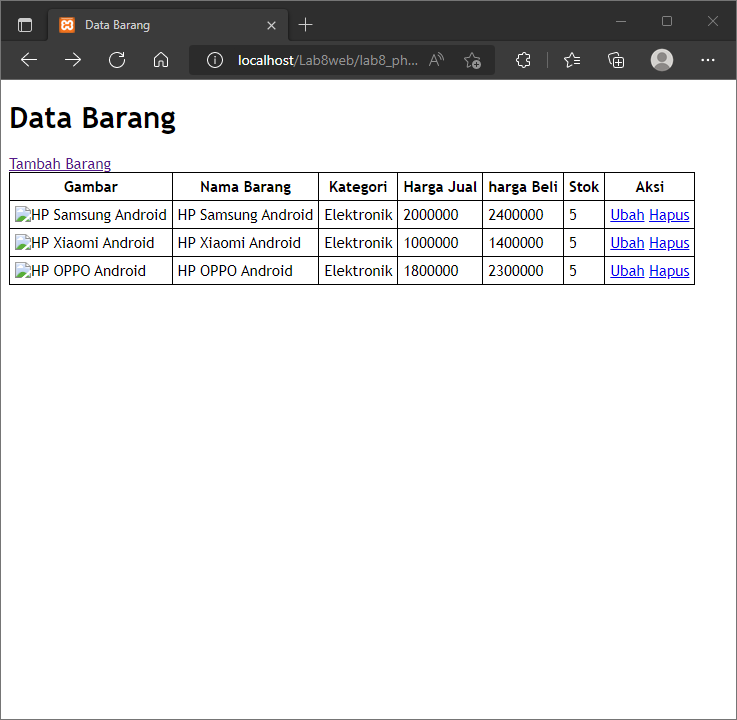 Data Barang
localhost/Lab8web/lab8_ph...
Data Barang
Tambah Barang
Gambar Nama Barang Kategori Harga Jual harga Beli Stok Aksi
HP Samsung Android HP Samsung Android Elektronik 2000000 2400000 5 Ubah Hapus
HP Xiaomi Android HP Xiaomi Android Elektronik 1000000 1400000 5 Ubah Hapus
HP OPPO Android HP OPPO Android Elektronik 1800000 2300000 5 Ubah Hapus